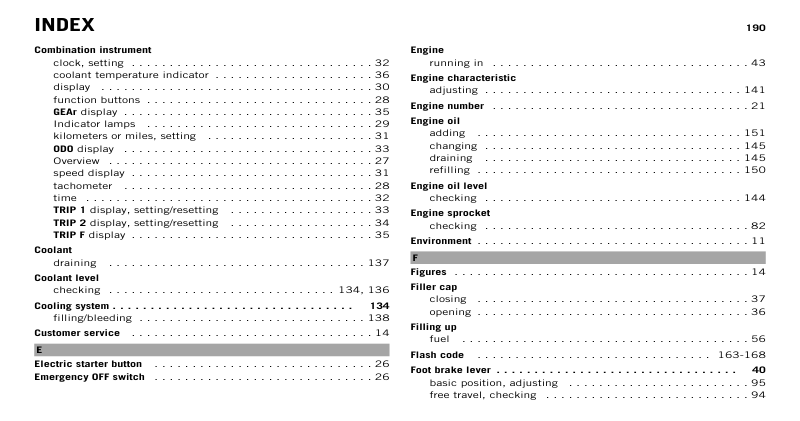 INDEX
190
Combination instrument
clock, setting . . . . . . . . . . . . . . . . . . . . . . . . . . . . . . 32
coolant temperature indicator . . . . . . . . . . . . . . . . . . . 36
display . . . . . . . . . . . . . . . . . . . . . . . . . . . . . . . . . . 30
function buttons . . . . . . . . . . . . . . . . . . . . . . . . . . . . 28
GEAr display . . . . . . . . . . . . . . . . . . . . . . . . . . . . . . 35
Indicator lamps . . . . . . . . . . . . . . . . . . . . . . . . . . . . 29
kilometers or miles, setting . . . . . . . . . . . . . . . . . . . . . 31
ODO display . . . . . . . . . . . . . . . . . . . . . . . . . . . . . . 33
Overview . . . . . . . . . . . . . . . . . . . . . . . . . . . . . . . . 27
speed display . . . . . . . . . . . . . . . . . . . . . . . . . . . . . 31
tachometer . . . . . . . . . . . . . . . . . . . . . . . . . . . . . . . 28
time . . . . . . . . . . . . . . . . . . . . . . . . . . . . . . . . . . . 32
TRIP 1 display, setting/resetting . . . . . . . . . . . . . . . . . . 33
TRIP 2 display, setting/resetting . . . . . . . . . . . . . . . . . . 34
TRIP F display . . . . . . . . . . . . . . . . . . . . . . . . . . . . . 35
Coolant
draining . . . . . . . . . . . . . . . . . . . . . . . . . . . . . . . . 137
Coolant level
checking . . . . . . . . . . . . . . . . . . . . . . . . . . . . 134, 136
Cooling system . . . . . . . . . . . . . . . . . . . . . . . . . . . . 134
filling/bleeding . . . . . . . . . . . . . . . . . . . . . . . . . . . . 138
Customer service . . . . . . . . . . . . . . . . . . . . . . . . . . . . 14
E
Electric starter button . . . . . . . . . . . . . . . . . . . . . . . . . 26
Emergency OFF switch . . . . . . . . . . . . . . . . . . . . . . . . 26
Engine
running in . . . . . . . . . . . . . . . . . . . . . . . . . . . . . . . 43
Engine characteristic
adjusting . . . . . . . . . . . . . . . . . . . . . . . . . . . . . . . 141
Engine number . . . . . . . . . . . . . . . . . . . . . . . . . . . . . 21
Engine oil
adding . . . . . . . . . . . . . . . . . . . . . . . . . . . . . . . . 151
changing . . . . . . . . . . . . . . . . . . . . . . . . . . . . . . . 145
draining . . . . . . . . . . . . . . . . . . . . . . . . . . . . . . . 145
refilling . . . . . . . . . . . . . . . . . . . . . . . . . . . . . . . . 150
Engine oil level
checking . . . . . . . . . . . . . . . . . . . . . . . . . . . . . . . 144
Engine sprocket
checking . . . . . . . . . . . . . . . . . . . . . . . . . . . . . . . . 82
Environment . . . . . . . . . . . . . . . . . . . . . . . . . . . . . . . 11
F
Figures . . . . . . . . . . . . . . . . . . . . . . . . . . . . . . . . . . 14
Filler cap
closing . . . . . . . . . . . . . . . . . . . . . . . . . . . . . . . . . 37
opening . . . . . . . . . . . . . . . . . . . . . . . . . . . . . . . . 36
Filling up
fuel . . . . . . . . . . . . . . . . . . . . . . . . . . . . . . . . . . . 56
Flash code . . . . . . . . . . . . . . . . . . . . . . . . . . . 163-168
Foot brake lever . . . . . . . . . . . . . . . . . . . . . . . . . . . . 40
basic position, adjusting . . . . . . . . . . . . . . . . . . . . . . 95
free travel, checking . . . . . . . . . . . . . . . . . . . . . . . . 94